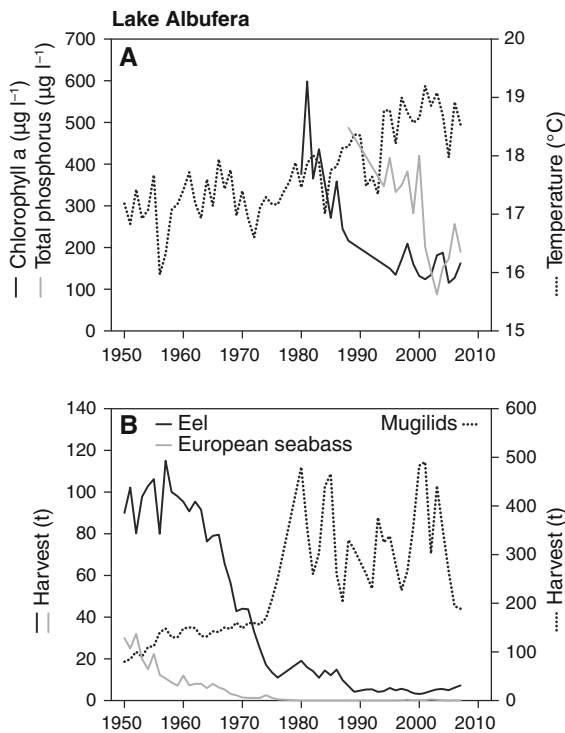 Lake Albufera
A
Chlorophyll a (µg l⁻¹)
Total phosphorus (µg l⁻¹)
700
600
500
400
300
200
100
0
20
19
18
17
16
15
Temperature (°C)
1950 1960 1970 1980 1990 2000 2010
B
Eel
European seabass
Mugilids
Harvest (t)
140
120
100
80
60
40
20
0
600
500
400
300
200
100
0
Harvest (t)
1950 1960 1970 1980 1990 2000 2010